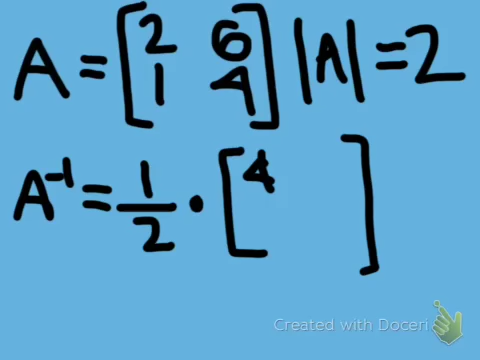 A = [2 6
1 4] |A| = 2
A⁻¹ = 1/2 · [4 ]
Created with Doceri